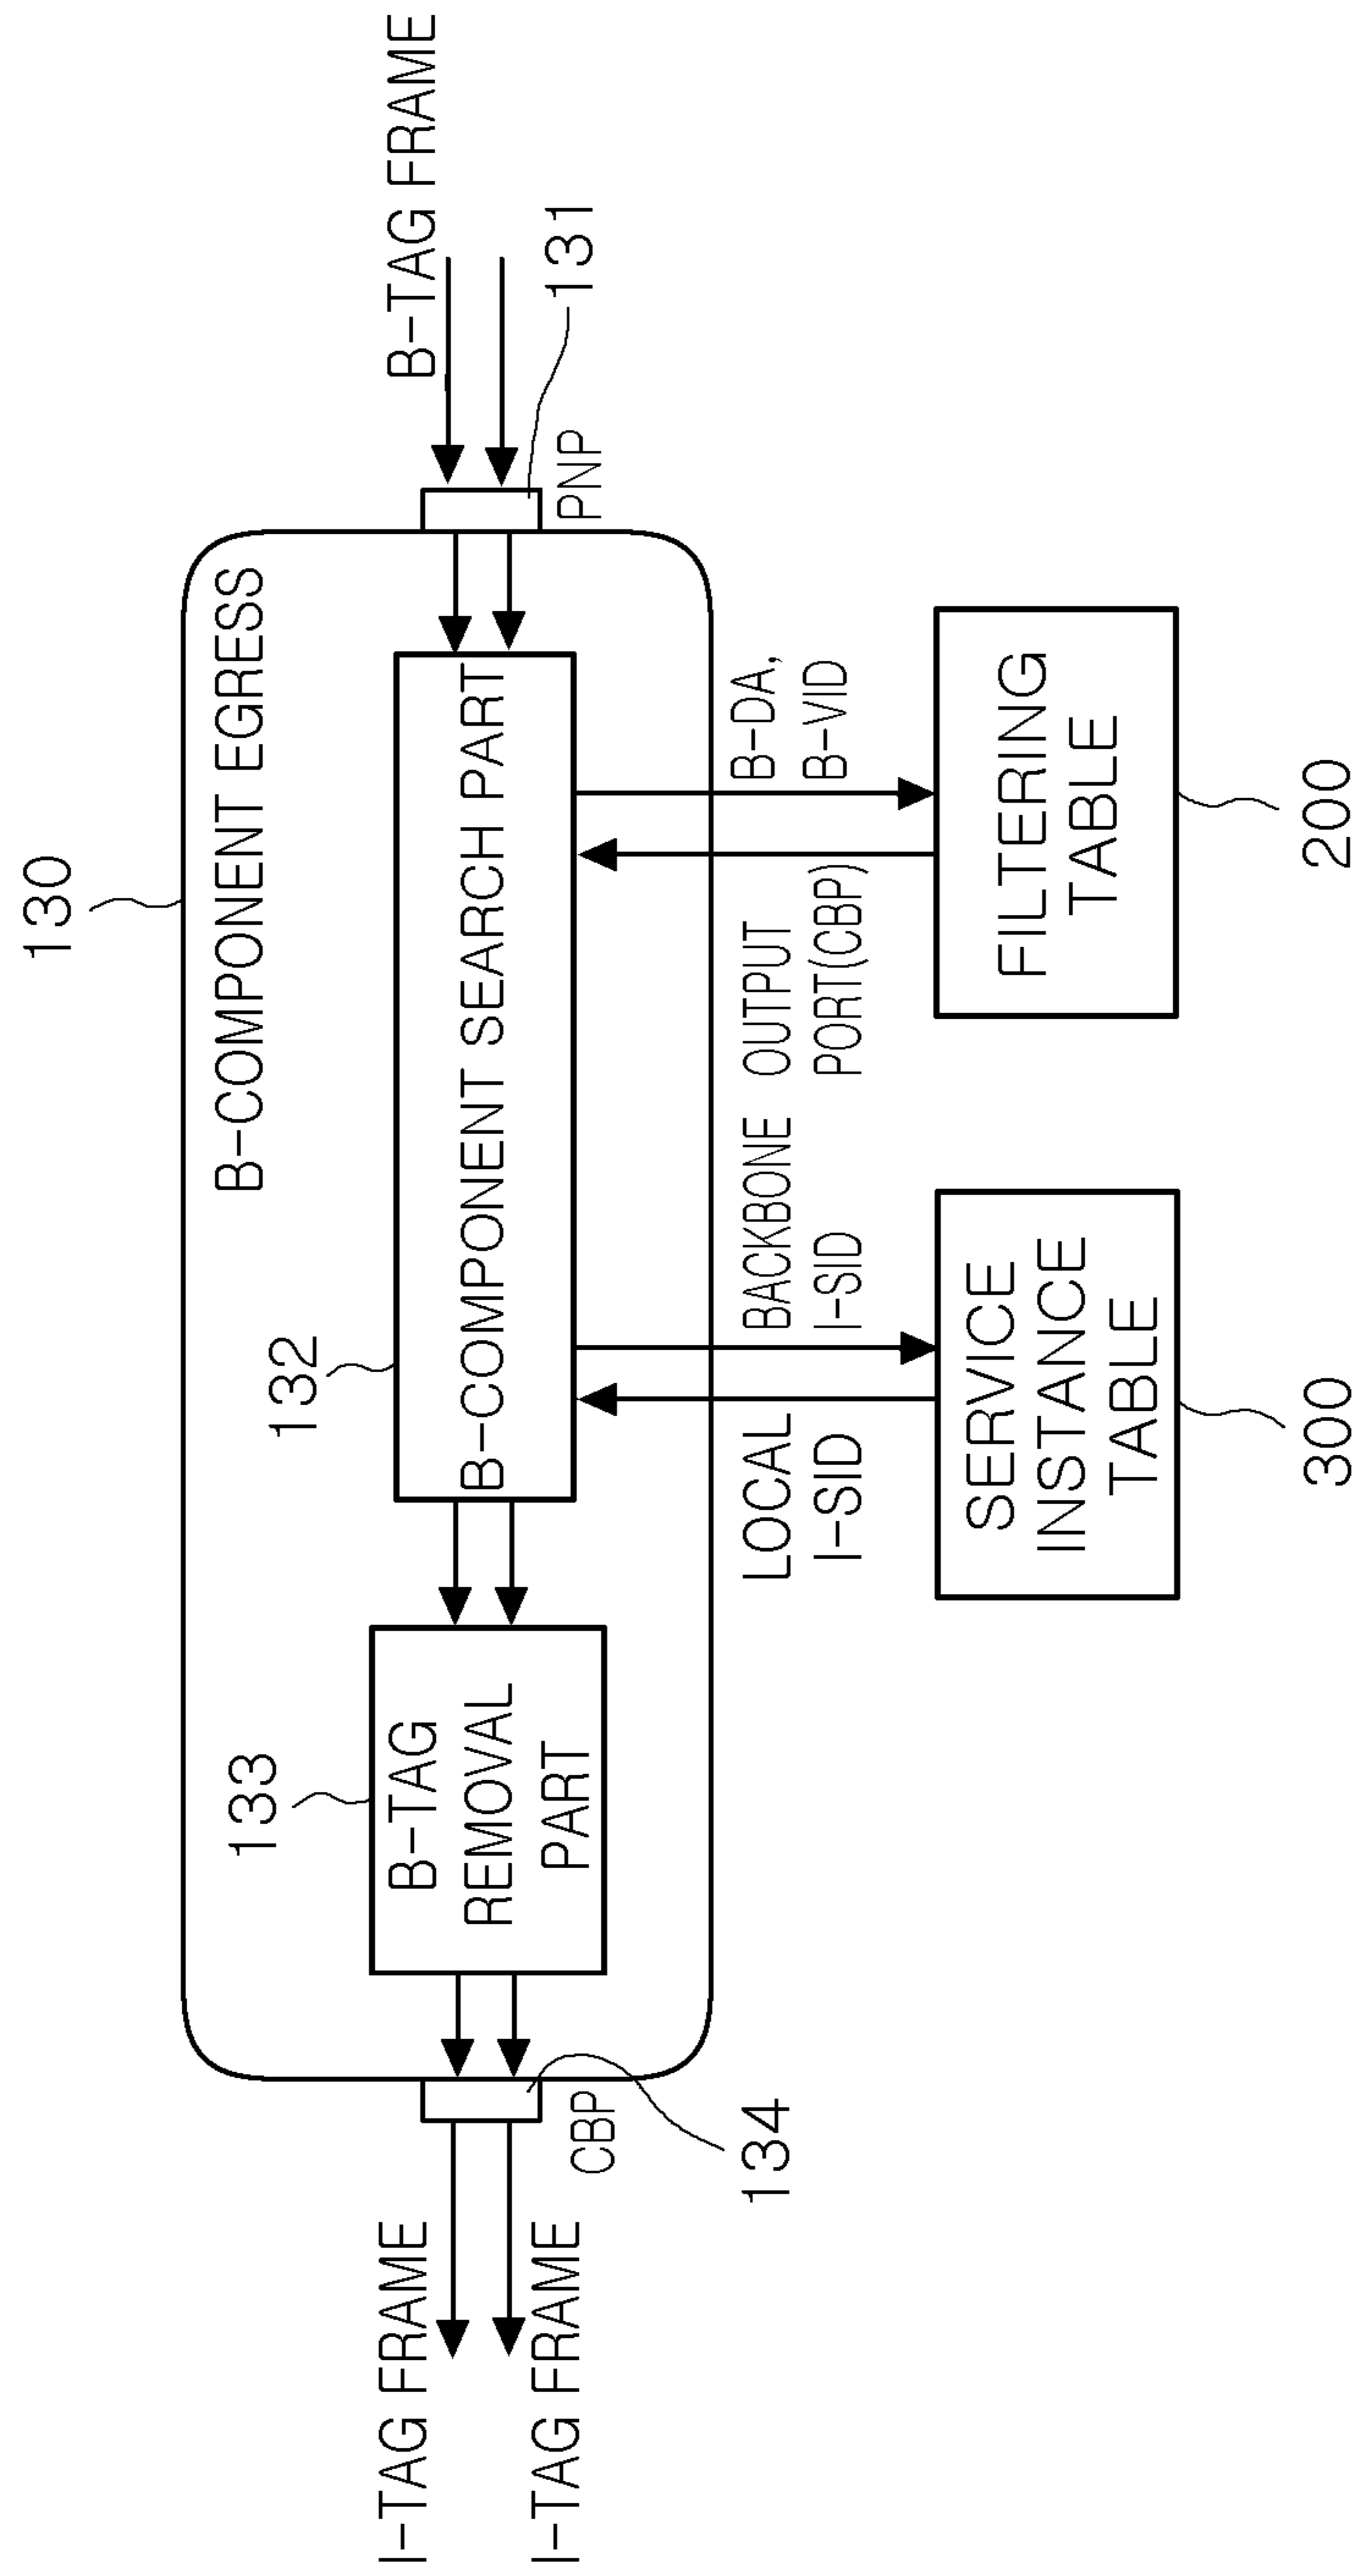 130
B-COMPONENT EGRESS
B-TAG FRAME
131
PNP
132
B-COMPONENT SEARCH PART
133
B-TAG
REMOVAL
PART
I-TAG FRAME
I-TAG FRAME
CBP
134
LOCAL
I-SID
BACKBONE
I-SID
OUTPUT
PORT(CBP)
B-DA,
B-VID
SERVICE
INSTANCE
TABLE
300
FILTERING
TABLE
200